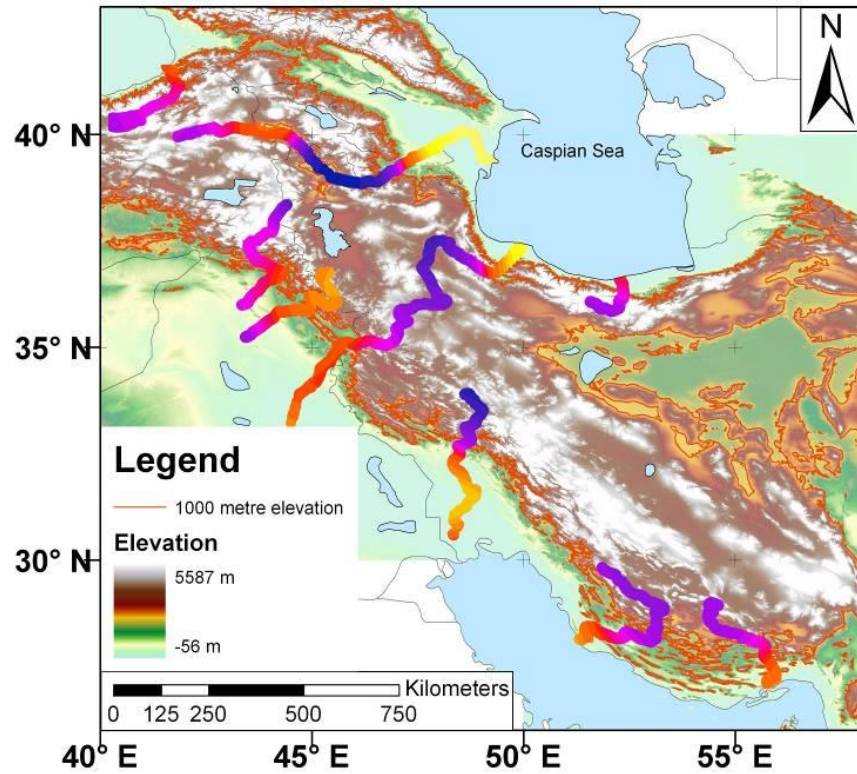 N
40° N
Caspian Sea
35° N
Legend
1000 metre elevation
Elevation
30° N
5587 m
-56 m
Kilometers
0 125 250 500 750
40° E 45° E 50° E 55° E